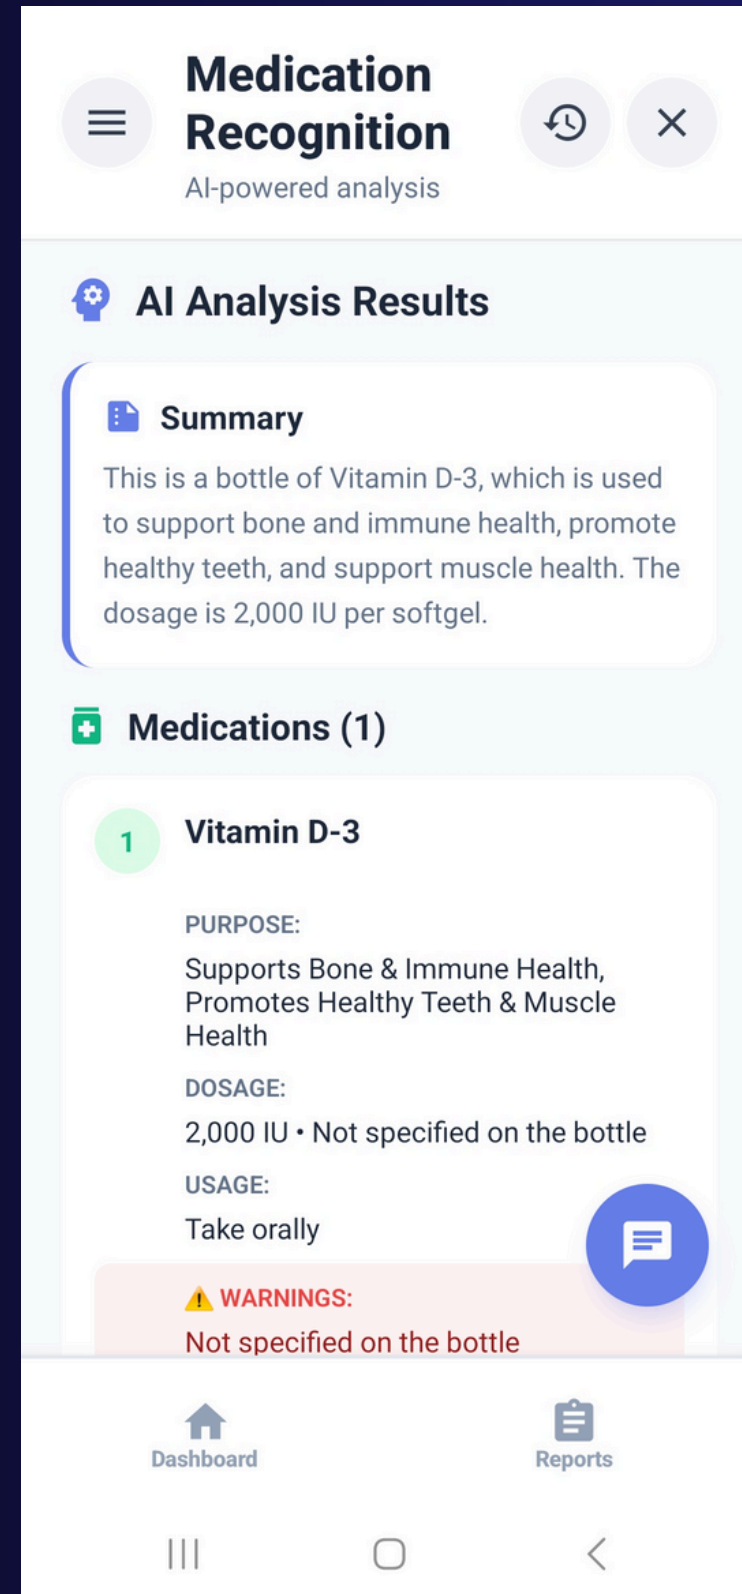 Medication
Recognition
AI-powered analysis
AI Analysis Results
Summary
This is a bottle of Vitamin D-3, which is used
to support bone and immune health, promote
healthy teeth, and support muscle health. The
dosage is 2,000 IU per softgel.
Medications (1)
1
Vitamin D-3
PURPOSE:
Supports Bone & Immune Health,
Promotes Healthy Teeth & Muscle
Health
DOSAGE:
2,000 IU • Not specified on the bottle
USAGE:
Take orally
⚠️ WARNINGS:
Not specified on the bottle
Dashboard
Reports